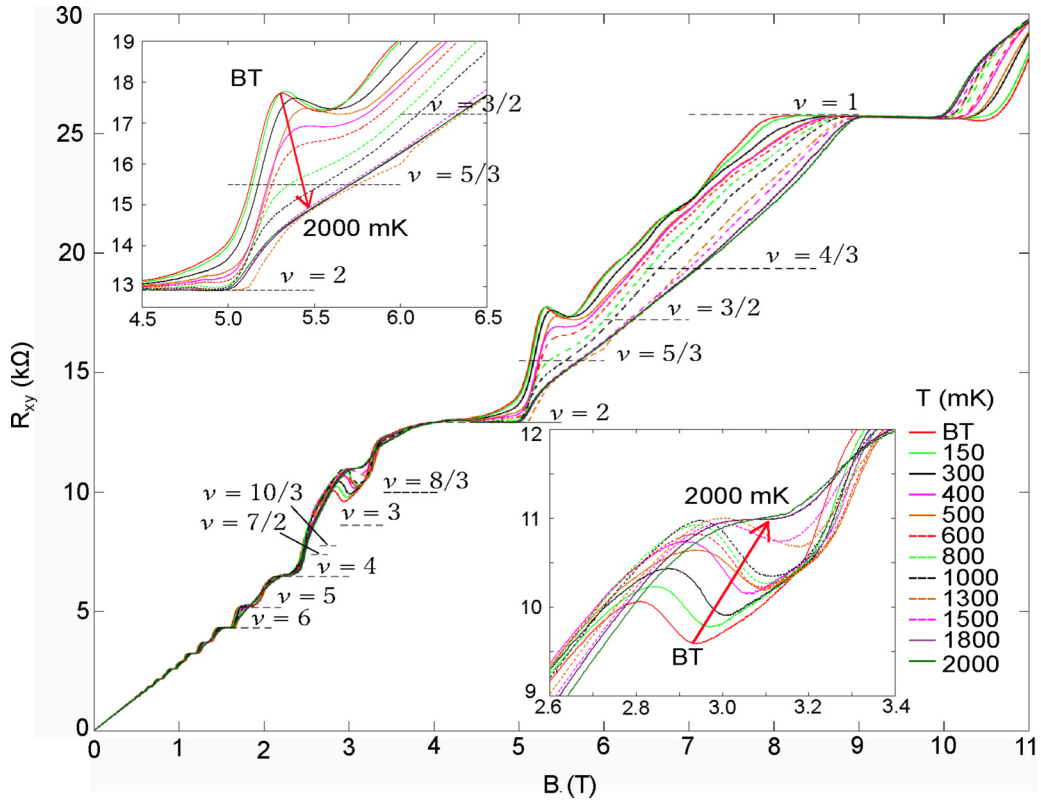 30
25
20
15
10
5
0
R_xy (kΩ)
0 1 2 3 4 5 6 7 8 9 10 11
B (T)
19
18
17
16
15
14
13
4.5 5.0 5.5 6.0 6.5
BT
2000 mK
ν = 3/2
ν = 5/3
ν = 2
ν = 1
ν = 4/3
ν = 3/2
ν = 5/3
ν = 2
ν = 8/3
ν = 10/3
ν = 3
ν = 7/2
ν = 4
ν = 5
ν = 6
12
11
10
9
2.6 2.8 3.0 3.2 3.4
2000 mK
BT
T (mK)
BT
150
300
400
500
600
800
1000
1300
1500
1800
2000